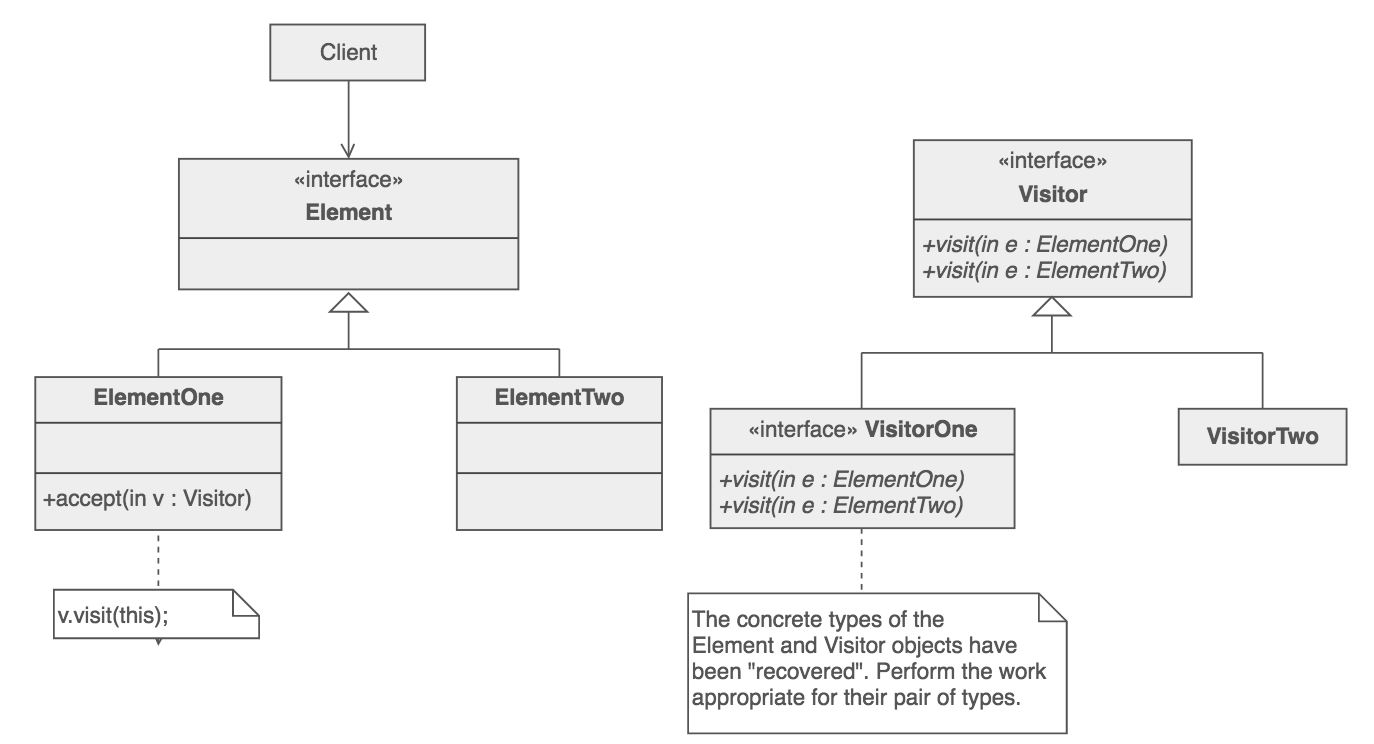 Client
«interface»
Element
ElementOne
+accept(in v : Visitor)
v.visit(this);
ElementTwo
«interface»
Visitor
+visit(in e : ElementOne)
+visit(in e : ElementTwo)
«interface» VisitorOne
+visit(in e : ElementOne)
+visit(in e : ElementTwo)
The concrete types of the
Element and Visitor objects have
been "recovered". Perform the work
appropriate for their pair of types.
VisitorTwo